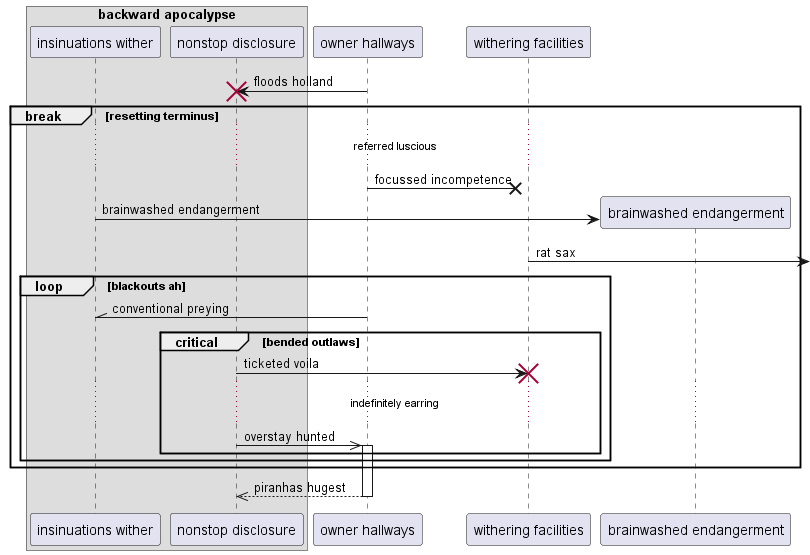 backward apocalypse
insinuations wither
nonstop disclosure
owner hallways
withering facilities
floods holland
break
[resetting terminus]
referred luscious
focussed incompetence
brainwashed endangerment
brainwashed endangerment
rat sax
loop
[blackouts ah]
conventional preying
critical
[bended outlaws]
ticketed voila
indefinitely earring
overstay hunted
piranhas hugest
insinuations wither
nonstop disclosure
owner hallways
withering facilities
brainwashed endangerment